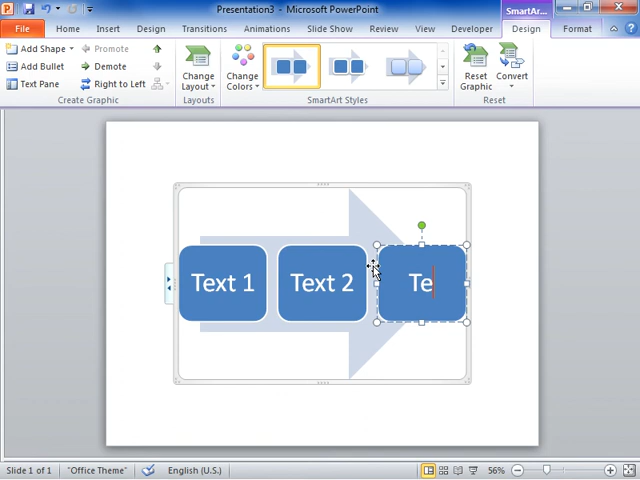 Presentation3 - Microsoft PowerPoint
SmartArt...
File Home Insert Design Transitions Animations Slide Show Review View Developer Design Format
Add Shape Promote
Add Bullet Demote
Text Pane Right to Left
Create Graphic
Change Layout
Layouts
Change Colors
SmartArt Styles
Reset Graphic
Convert
Reset
Text 1 Text 2 Te
Slide 1 of 1 "Office Theme" English (U.S.) 56%